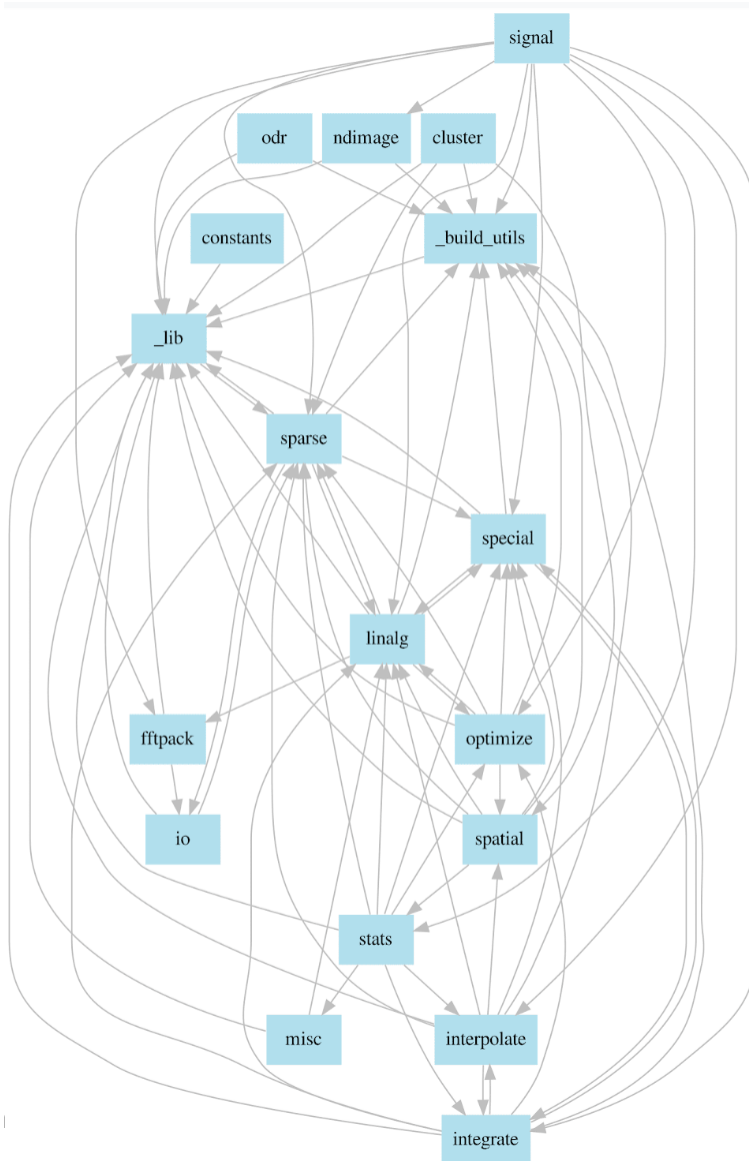 signal
odr
ndimage
cluster
constants
_build_utils
_lib
sparse
special
linalg
fftpack
optimize
io
spatial
stats
misc
interpolate
integrate